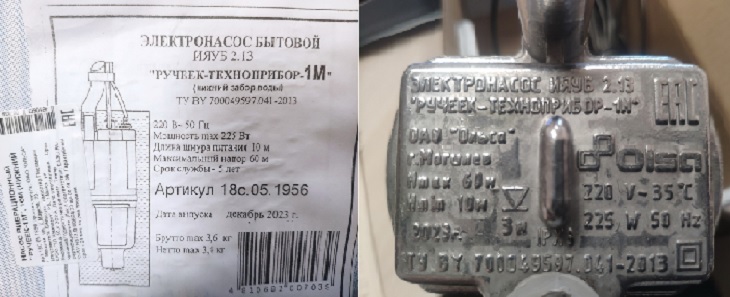 ЭЛЕКТРОНАСОС БЫТОВОЙ
ИЯУБ 2.13
"РУЧЕЕК-ТЕХНОПРИБОР-1М"
(нижний забор воды)
ТУ BY 700049597.041-2013
220 В~ 50 Гц
Мощность max 225 Вт
Длина шнура питания 10 м
Максимальный напор 60 м
Срок службы - 5 лет
Артикул 18с.05.1956
Дата выпуска декабрь 2023 г.
Брутто max 3,6 кг
Нетто max 3,4 кг
EAC
ЭЛЕКТРОНАСОС ИЯУБ 2.13
"РУЧЕЕК-ТЕХНОПРИБОР-1М"
EAC
ОАО "Ольса"
г.Могилев
Olsa
Hmax 60м
Hmin 10м
3м
220 V~35°C
225 W 50 Hz
ТУ BY 700049597.041-2013